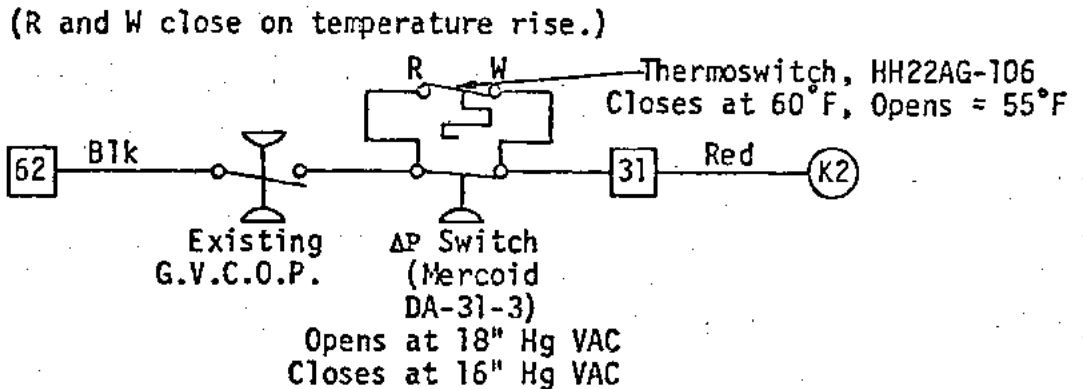 (R and W close on temperature rise.)
R W
Thermoswitch, HH22AG-106
Closes at 60°F, Opens = 55°F
62 Blk 31 Red K2
Existing
G.V.C.O.P.
ΔP Switch
(Mercoid
DA-31-3)
Opens at 18" Hg VAC
Closes at 16" Hg VAC